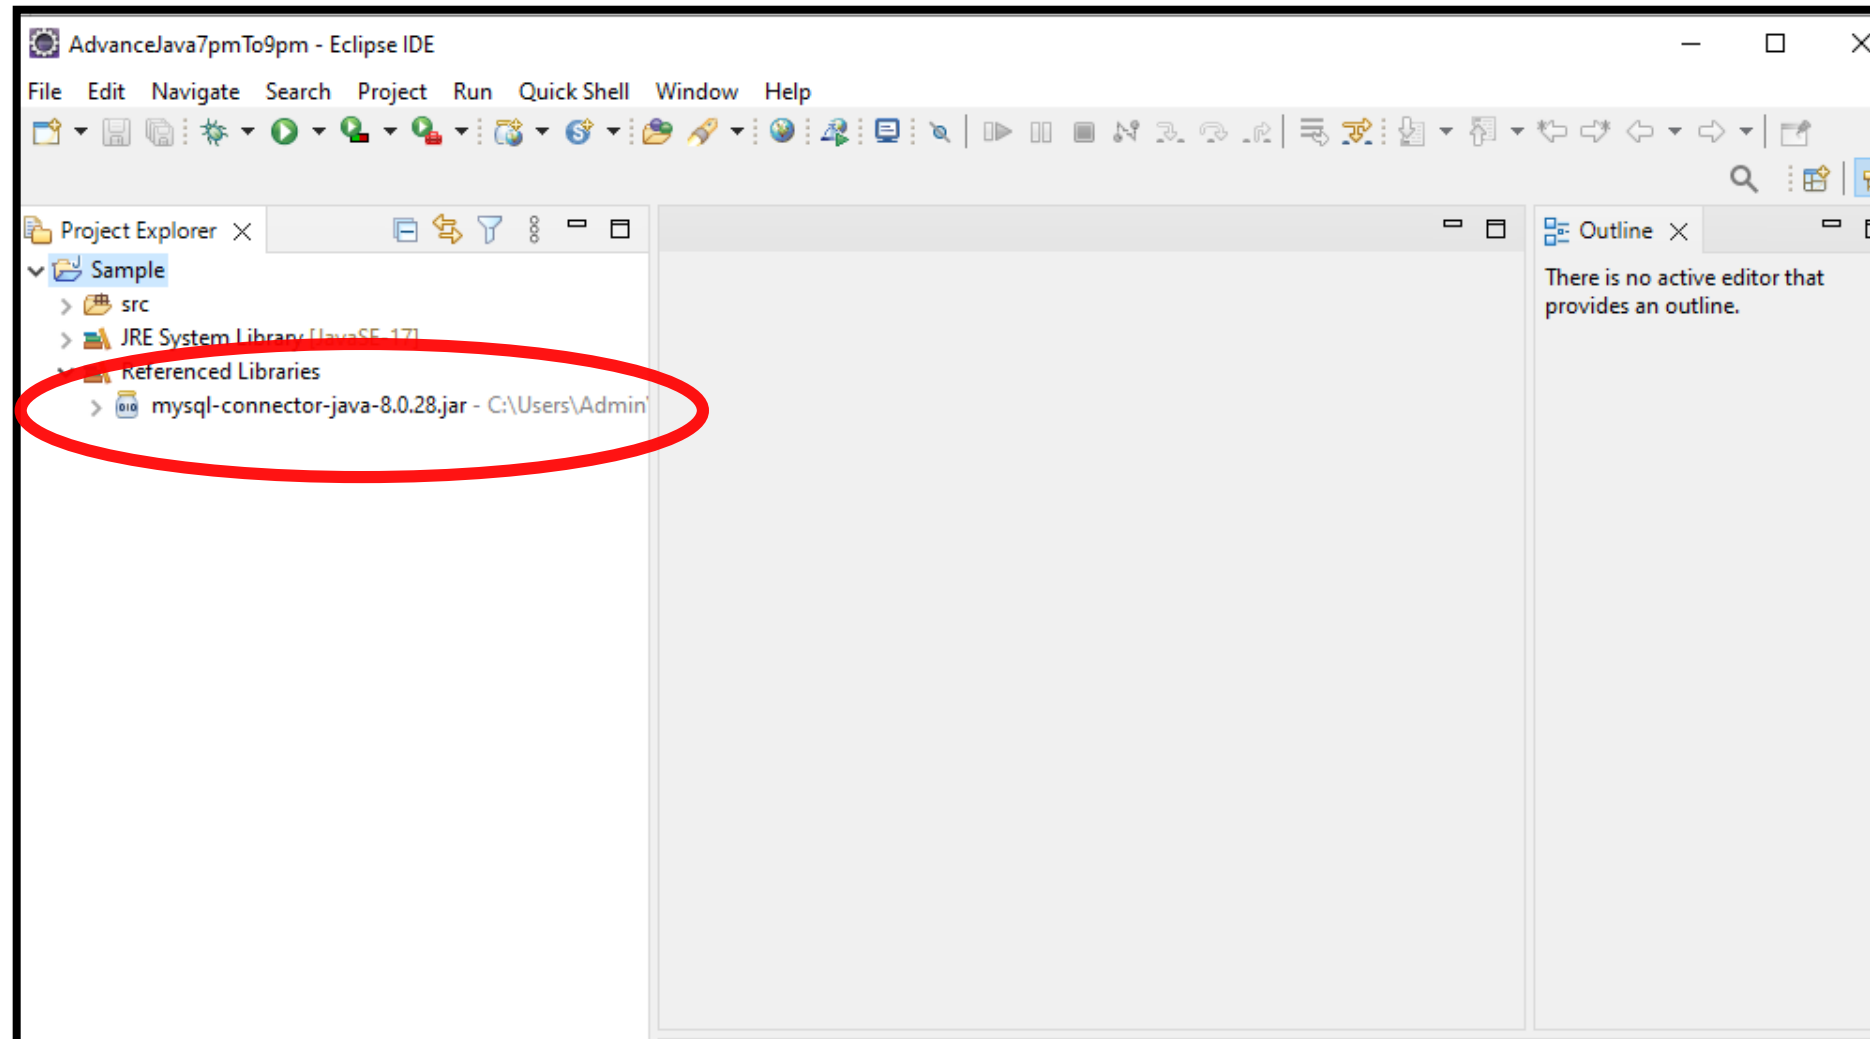 AdvanceJava7pmTo9pm - Eclipse IDE
File Edit Navigate Search Project Run Quick Shell Window Help
Project Explorer
Outline
Sample
There is no active editor that
provides an outline.
src
JRE System Library [JavaSE-17]
Referenced Libraries
mysql-connector-java-8.0.28.jar - C:\Users\Admin\